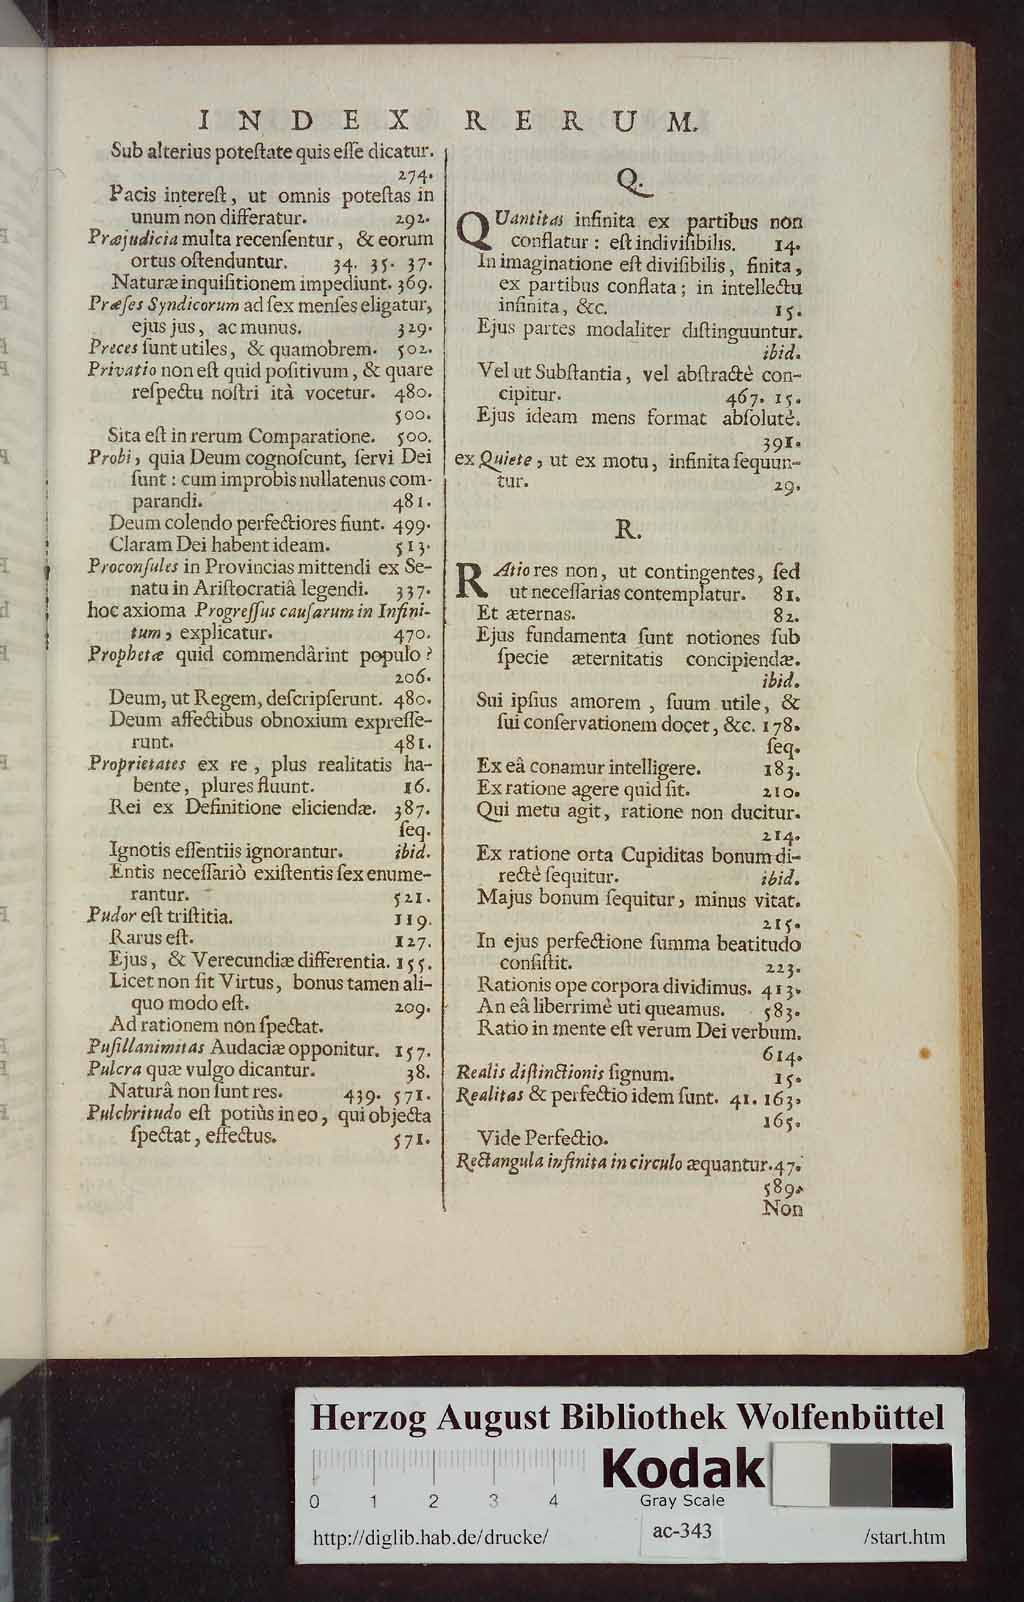 INDEX RERUM.
Sub alterius poteſtate quis eſſe dicatur.
274.
Pacis intereſt, ut omnis poteſtas in
unum non differatur. 292.
Præjudicia multa recenſentur, & eorum
ortus oſtenduntur. 34. 35. 37.
Naturæ inquiſitionem impediunt. 369.
Præſes Syndicorum ad ſex menſes eligatur,
ejus jus, ac munus. 329.
Preces ſunt utiles, & quamobrem. 502.
Privatio non eſt quid poſitivum, & quare
reſpectu noſtri ità vocetur. 480.
500.
Sita eſt in rerum Comparatione. 500.
Probi, quia Deum cognoſcunt, ſervi Dei
ſunt : cum improbis nullatenus com-
parandi. 481.
Deum colendo perfectiores fiunt. 499.
Claram Dei habent ideam. 513.
Proconſules in Provincias mittendi ex Se-
natu in Ariſtocratiâ legendi. 337.
hoc axioma Progreſſus cauſarum in Infini-
tum, explicatur. 470.
Prophetæ quid commendârint populo ?
206.
Deum, ut Regem, deſcripſerunt. 480.
Deum affectibus obnoxium expreſſe-
runt. 481.
Proprietates ex re, plus realitatis ha-
bente, plures fluunt. 16.
Rei ex Definitione eliciendæ. 387.
ſeq.
Ignotis eſſentiis ignorantur. ibid.
Entis neceſſariò exiſtentis ſex enume-
rantur. 521.
Pudor eſt triſtitia. 119.
Rarus eſt. 127.
Ejus, & Verecundiæ differentia. 155.
Licet non ſit Virtus, bonus tamen ali-
quo modo eſt. 209.
Ad rationem non ſpectat.
Puſillanimitas Audaciæ opponitur. 157.
Pulcra quæ vulgo dicantur. 38.
Naturâ non ſunt res. 439. 571.
Pulchritudo eſt potiùs in eo, qui objecta
ſpectat, effectus. 571.
Q.
QUantitas infinita ex partibus non
conflatur : eſt indiviſibilis. 14.
In imaginatione eſt diviſibilis, finita,
ex partibus conflata ; in intellectu
infinita, &c. 15.
Ejus partes modaliter diſtinguuntur.
ibid.
Vel ut Subſtantia, vel abſtractè con-
cipitur. 467. 15.
Ejus ideam mens format abſolutè.
391.
ex Quiete, ut ex motu, infinita ſequun-
tur. 29.
R.
RAtio res non, ut contingentes, ſed
ut neceſſarias contemplatur. 81.
Et æternas. 82.
Ejus fundamenta ſunt notiones ſub
ſpecie æternitatis concipiendæ.
ibid.
Sui ipſius amorem, ſuum utile, &
ſui conſervationem docet, &c. 178.
ſeq.
Ex eâ conamur intelligere. 183.
Ex ratione agere quid ſit. 210.
Qui metu agit, ratione non ducitur.
214.
Ex ratione orta Cupiditas bonum di-
rectè ſequitur. ibid.
Majus bonum ſequitur, minus vitat.
215.
In ejus perfectione ſumma beatitudo
conſiſtit. 223.
Rationis ope corpora dividimus. 413.
An eâ liberrimè uti queamus. 583.
Ratio in mente eſt verum Dei verbum.
614.
Realis diſtinctionis ſignum. 15.
Realitas & perfectio idem ſunt. 41. 163.
165.
Vide Perfectio.
Rectangula infinita in circulo æquantur. 47.
589.
Non
Herzog August Bibliothek Wolfenbüttel
Kodak
0 1 2 3 4 Gray Scale
http://diglib.hab.de/drucke/ ac-343 /start.htm